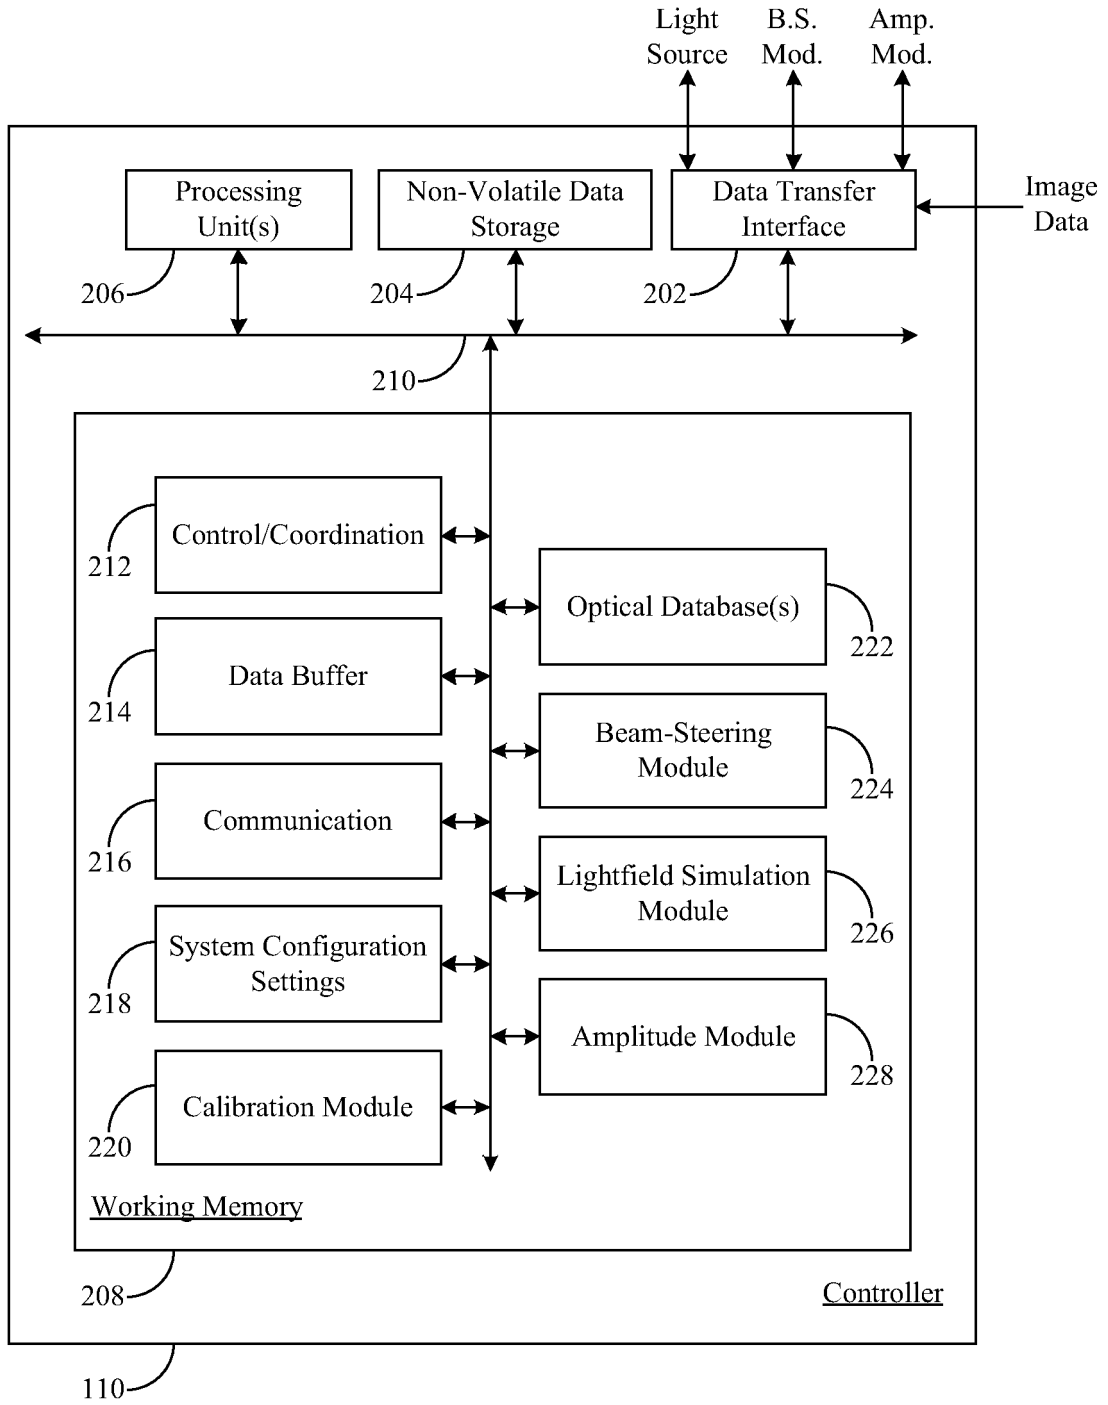 Light
Source
B.S.
Mod.
Amp.
Mod.
Processing
Unit(s)
Non-Volatile Data
Storage
Data Transfer
Interface
Image
Data
206
204
202
210
Control/Coordination
212
Optical Database(s)
222
Data Buffer
214
Beam-Steering
Module
224
Communication
216
Lightfield Simulation
Module
226
System Configuration
Settings
218
Amplitude Module
228
Calibration Module
220
Working Memory
208
Controller
110